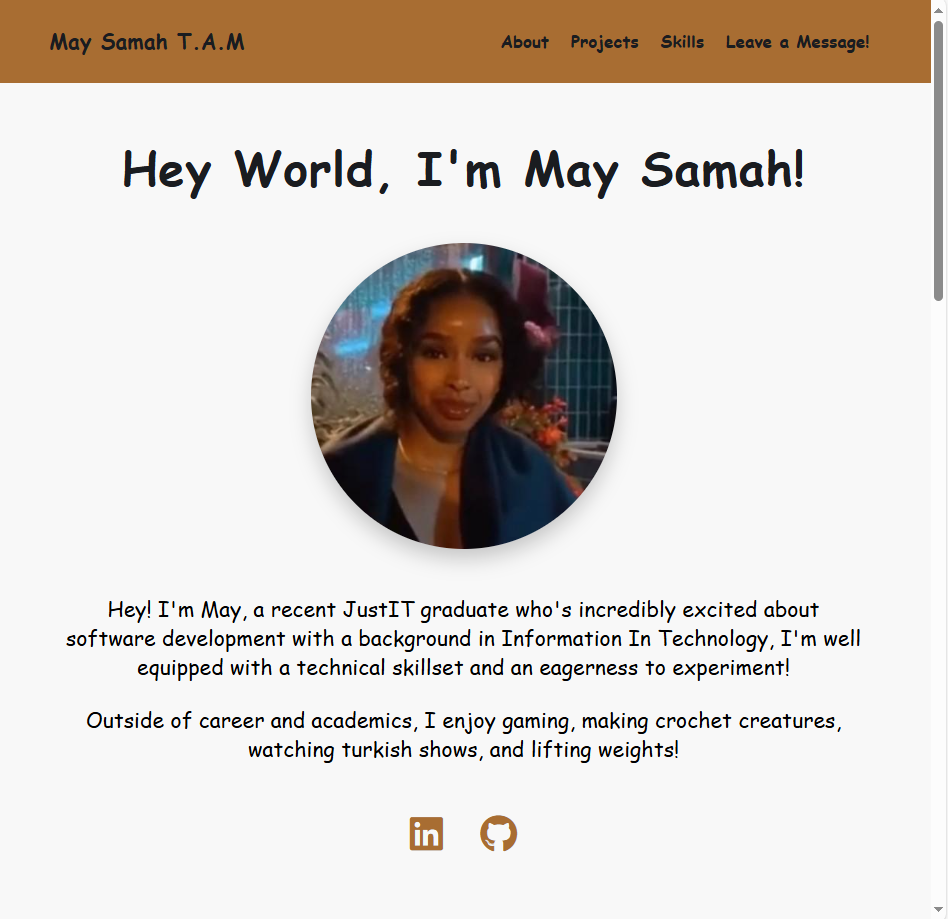 May Samah T.A.M
About Projects Skills Leave a Message!
Hey World, I'm May Samah!
Hey! I'm May, a recent JustIT graduate who's incredibly excited about
software development with a background in Information In Technology, I'm well
equipped with a technical skillset and an eagerness to experiment!
Outside of career and academics, I enjoy gaming, making crochet creatures,
watching turkish shows, and lifting weights!
in